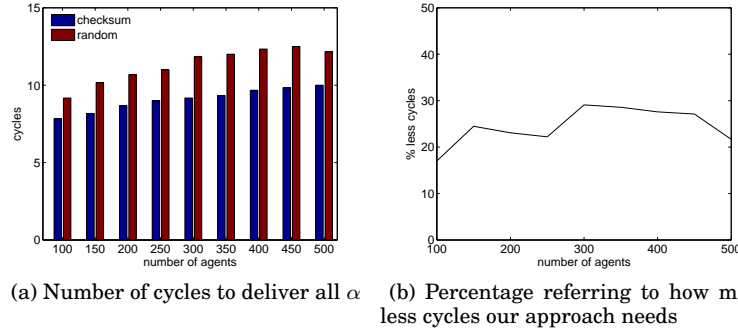 15
10
5
0
cycles
checksum
random
100 150 200 250 300 350 400 450 500
number of agents
(a) Number of cycles to deliver all α
50
40
30
20
10
0
% less cycles
100 200 300 400 500
number of agents
(b) Percentage referring to how m
less cycles our approach needs